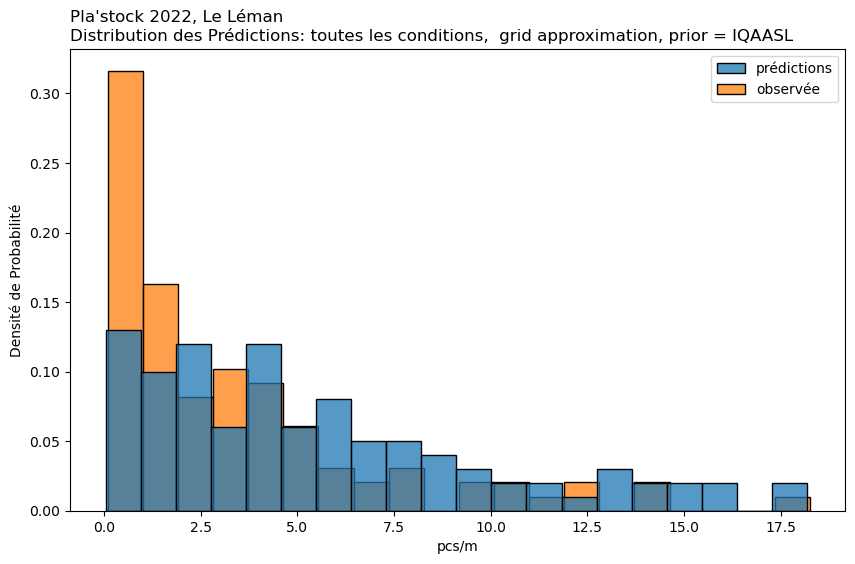 Pla'stock 2022, Le Léman
Distribution des Prédictions: toutes les conditions,  grid approximation, prior = IQAASL
prédictions
observée
Densité de Probabilité
0.30
0.25
0.20
0.15
0.10
0.05
0.00
0.0 2.5 5.0 7.5 10.0 12.5 15.0 17.5
pcs/m